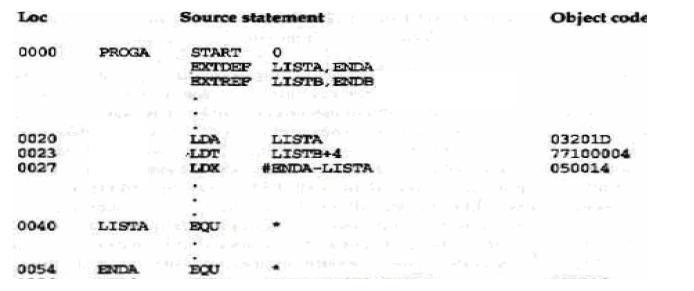 Loc Source statement Object code
0000 PROGA START 0
EXTDEF LISTA,ENDA
EXTREF LISTB,ENDB
.
.
.
0020 LDA LISTA 03201D
0023 LDT LISTB+4 77100004
0027 LDX #ENDA-LISTA 050014
.
.
.
0040 LISTA EQU *
.
.
0054 ENDA EQU *